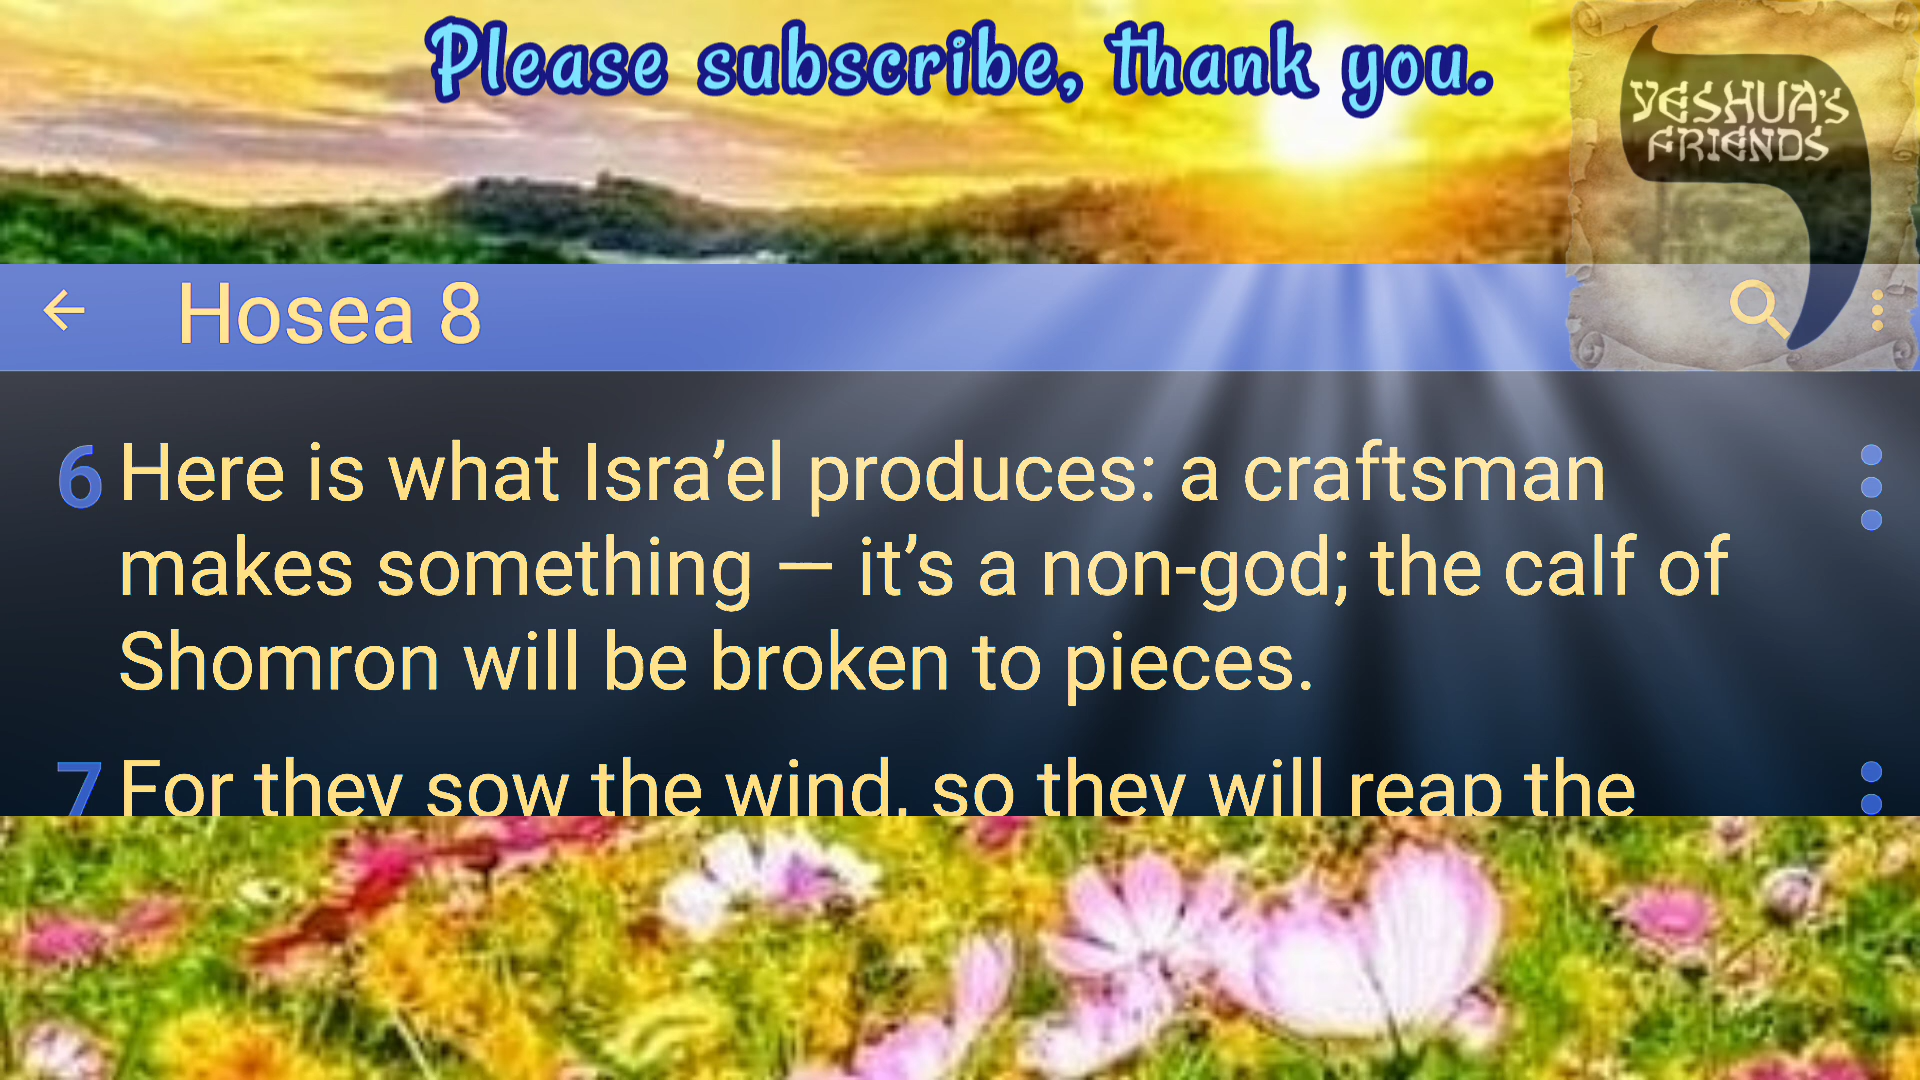 Please subscribe, thank you.
YESHUA'S
FRIENDS
Hosea 8
6 Here is what Isra’el produces: a craftsman
makes something — it’s a non-god; the calf of
Shomron will be broken to pieces.
7 For they sow the wind, so they will reap the